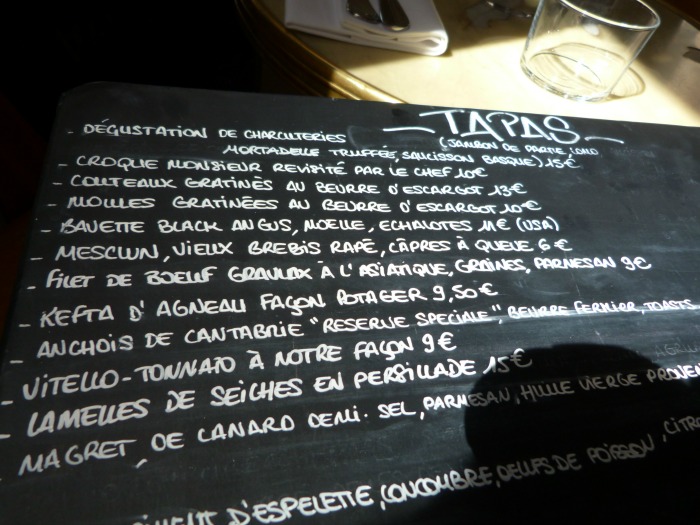 - TAPAS -
- DÉGUSTATION DE CHARCUTERIES (JAMBON DE PARME, COMO
MORTADELLE TRUFFÉE, SAUCISSON BASQUE) 15€
- CROQUE MONSIEUR REVISITÉ PAR LE CHEF 10€
- COUTEAUX GRATINÉS AU BEURRE D'ESCARGOT 13€
- MOULES GRATINÉES AU BEURRE D'ESCARGOT 10€
- BAVETTE BLACK ANGUS, MOELLE, ECHALOTES 11€ (USA)
- MESCLUN, VIEUX BREBIS RAPÉ, CÂPRES À QUEUE 6€
- FILET DE BOEUF GRAVLAX À L'ASIATIQUE, GRAINES, PARMESAN 9€
- KEFTA D'AGNEAU FAÇON POTAGER 9,50€
- ANCHOIS DE CANTABRIE "RESERVE SPECIALE", BEURRE FERMIER, TOASTS
- VITELLO-TONNATO À NOTRE FAÇON 9€
- LAMELLES DE SEICHES EN PERSILLADE 15€
- MAGRET DE CANARD DEMI-SEL, PARMESAN, HUILE VIERGE
D'ESPELETTE, CONCOMBRE, OEUFS DE POISSON,